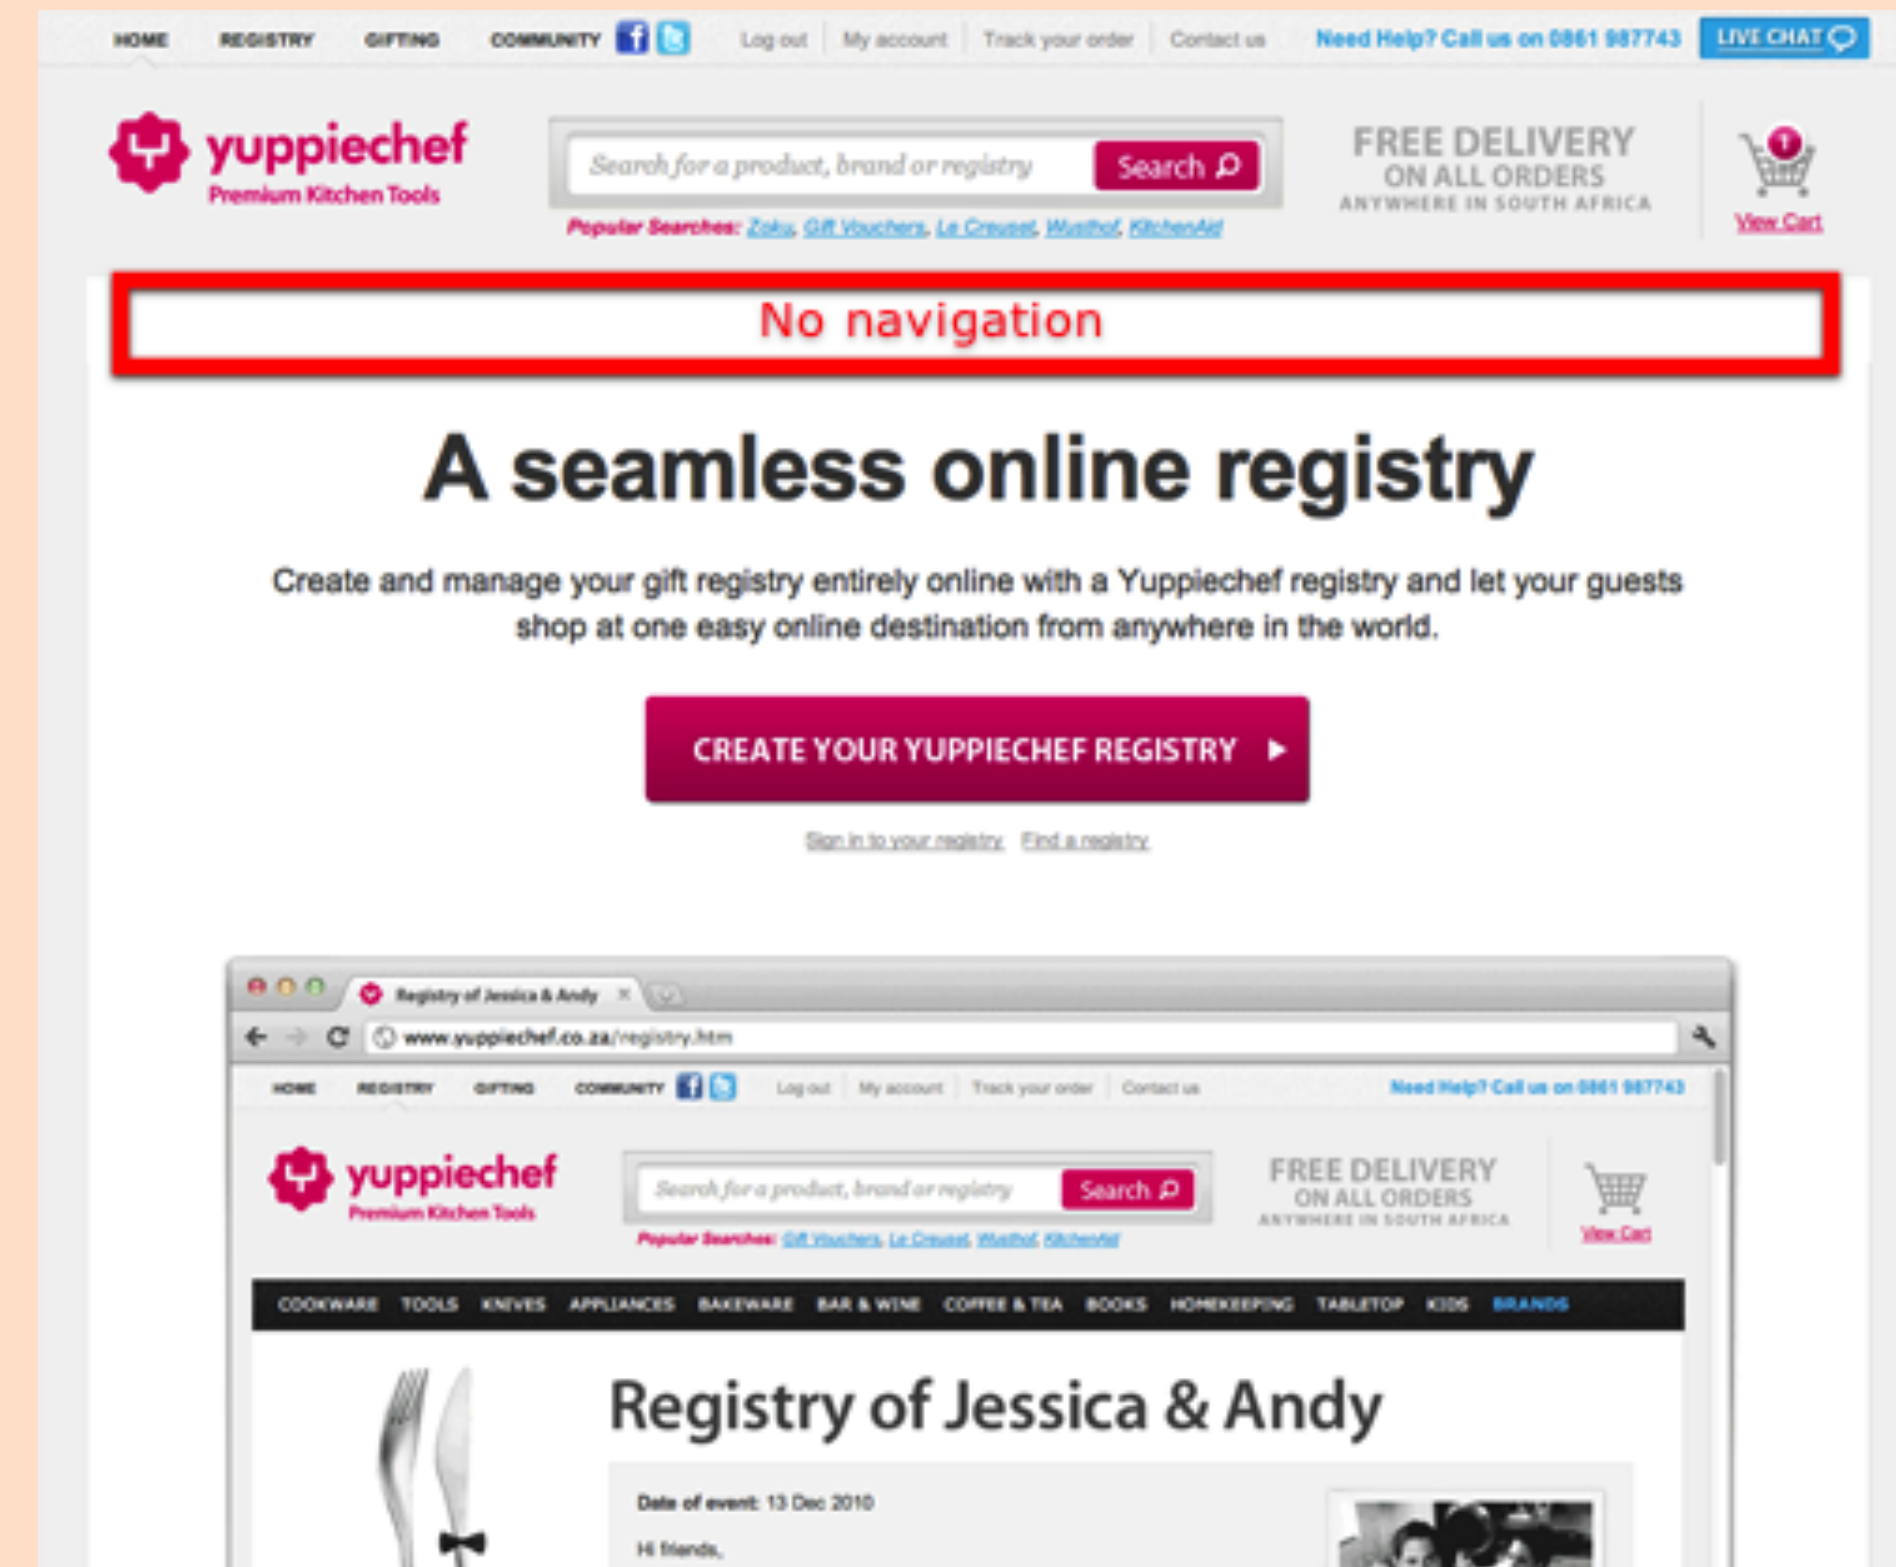 HOME REGISTRY GIFTING COMMUNITY Log out My account Track your order Contact us Need Help? Call us on 0861 987743 LIVE CHAT
yuppiechef
Premium Kitchen Tools
Search for a product, brand or registry Search
Popular Searches: Zoku, Gift Vouchers, Le Creuset, Wusthof, KitchenAid
FREE DELIVERY
ON ALL ORDERS
ANYWHERE IN SOUTH AFRICA
1
View Cart
No navigation
A seamless online registry
Create and manage your gift registry entirely online with a Yuppiechef registry and let your guests
shop at one easy online destination from anywhere in the world.
CREATE YOUR YUPPIECHEF REGISTRY
Sign in to your registry Find a registry
Registry of Jessica & Andy
www.yuppiechef.co.za/registry.htm
HOME REGISTRY GIFTING COMMUNITY Log out My account Track your order Contact us Need Help? Call us on 0861 987743
yuppiechef
Premium Kitchen Tools
Search for a product, brand or registry Search
Popular Searches: Gift Vouchers, Le Creuset, Wusthof, KitchenAid
FREE DELIVERY
ON ALL ORDERS
ANYWHERE IN SOUTH AFRICA
View Cart
COOKWARE TOOLS KNIVES APPLIANCES BAKEWARE BAR & WINE COFFEE & TEA BOOKS HOMEKEEPING TABLETOP KIDS BRANDS
Registry of Jessica & Andy
Date of event: 13 Dec 2010
Hi friends,